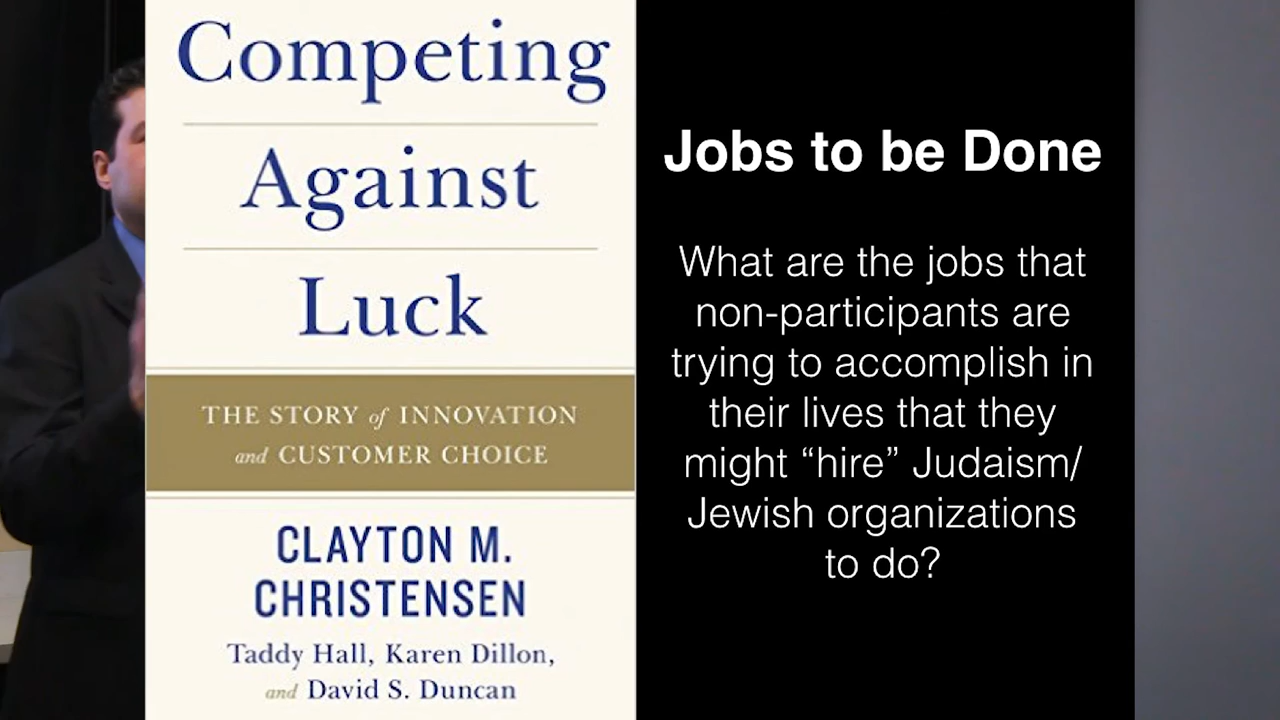 Competing
Against
Luck
THE STORY of INNOVATION
and CUSTOMER CHOICE
CLAYTON M.
CHRISTENSEN
Taddy Hall, Karen Dillon,
and David S. Duncan
Jobs to be Done
What are the jobs that
non-participants are
trying to accomplish in
their lives that they
might “hire” Judaism/
Jewish organizations
to do?